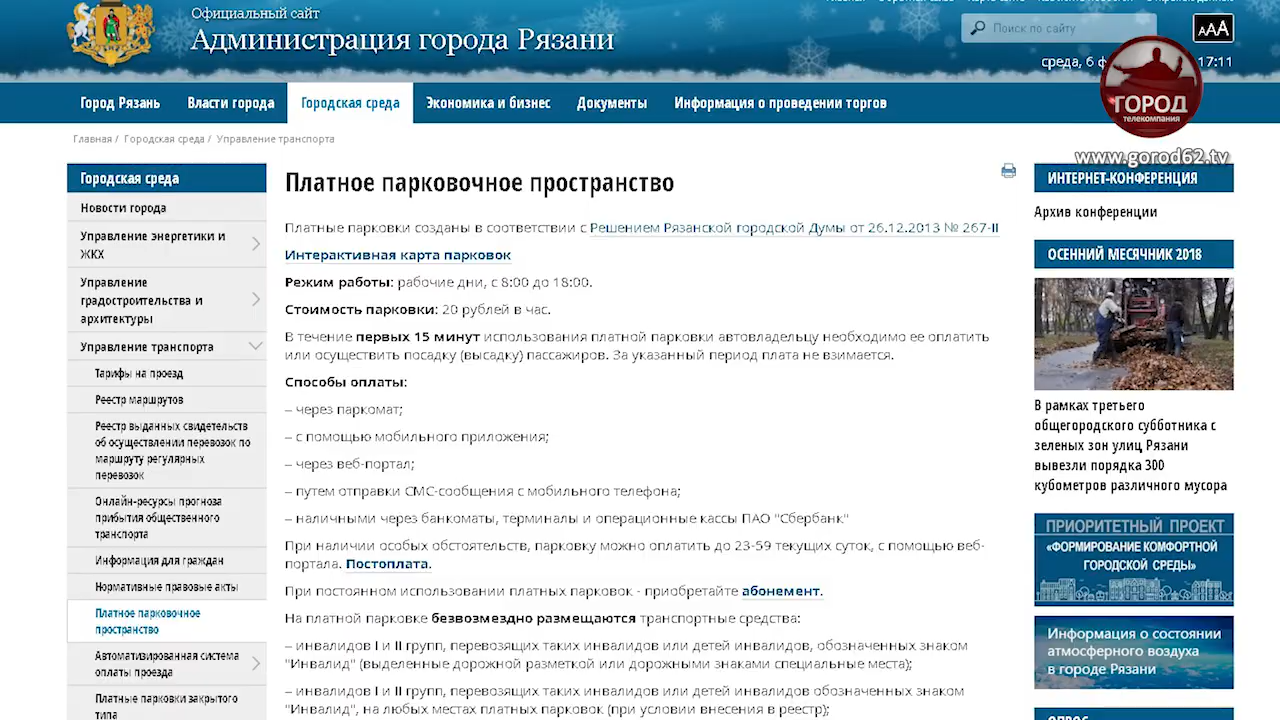 Официальный сайт
Администрация города Рязани
Поиск по сайту
AAA
среда, 6
17:11
ГОРОД
телекомпания
www.gorod62.tv
Город Рязань
Власти города
Городская среда
Экономика и бизнес
Документы
Информация о проведении торгов
Главная / Городская среда / Управление транспорта
Городская среда
Новости города
Управление энергетики и
ЖКХ
Управление
градостроительства и
архитектуры
Управление транспорта
Тарифы на проезд
Реестр маршрутов
Реестр выданных свидетельств
об осуществлении перевозок по
маршруту регулярных
перевозок
Онлайн-ресурсы прогноза
прибытия общественного
транспорта
Информация для граждан
Нормативные правовые акты
Платное парковочное
пространство
Автоматизированная система
оплаты проезда
Платные парковки закрытого
типа
Платное парковочное пространство
Платные парковки созданы в соответствии с Решением Рязанской городской Думы от 26.12.2013 № 267-II
Интерактивная карта парковок
Режим работы: рабочие дни, с 8:00 до 18:00.
Стоимость парковки: 20 рублей в час.
В течение первых 15 минут использования платной парковки автовладельцу необходимо ее оплатить
или осуществить посадку (высадку) пассажиров. За указанный период плата не взимается.
Способы оплаты:
– через паркомат;
– с помощью мобильного приложения;
– через веб-портал;
– путем отправки СМС-сообщения с мобильного телефона;
– наличными через банкоматы, терминалы и операционные кассы ПАО "Сбербанк"
При наличии особых обстоятельств, парковку можно оплатить до 23-59 текущих суток, с помощью веб-
портала. Постоплата.
При постоянном использовании платных парковок - приобретайте абонемент.
На платной парковке безвозмездно размещаются транспортные средства:
– инвалидов I и II групп, перевозящих таких инвалидов или детей инвалидов, обозначенных знаком
"Инвалид" (выделенные дорожной разметкой или дорожными знаками специальные места);
– инвалидов I и II групп, перевозящих таких инвалидов или детей инвалидов обозначенных знаком
"Инвалид", на любых местах платных парковок (при условии внесения в реестр);
ИНТЕРНЕТ-КОНФЕРЕНЦИЯ
Архив конференции
ОСЕННИЙ МЕСЯЧНИК 2018
В рамках третьего
общегородского субботника с
зеленых зон улиц Рязани
вывезли порядка 300
кубометров различного мусора
ПРИОРИТЕТНЫЙ ПРОЕКТ
«ФОРМИРОВАНИЕ КОМФОРТНОЙ
ГОРОДСКОЙ СРЕДЫ»
Информация о состоянии
атмосферного воздуха
в городе Рязани